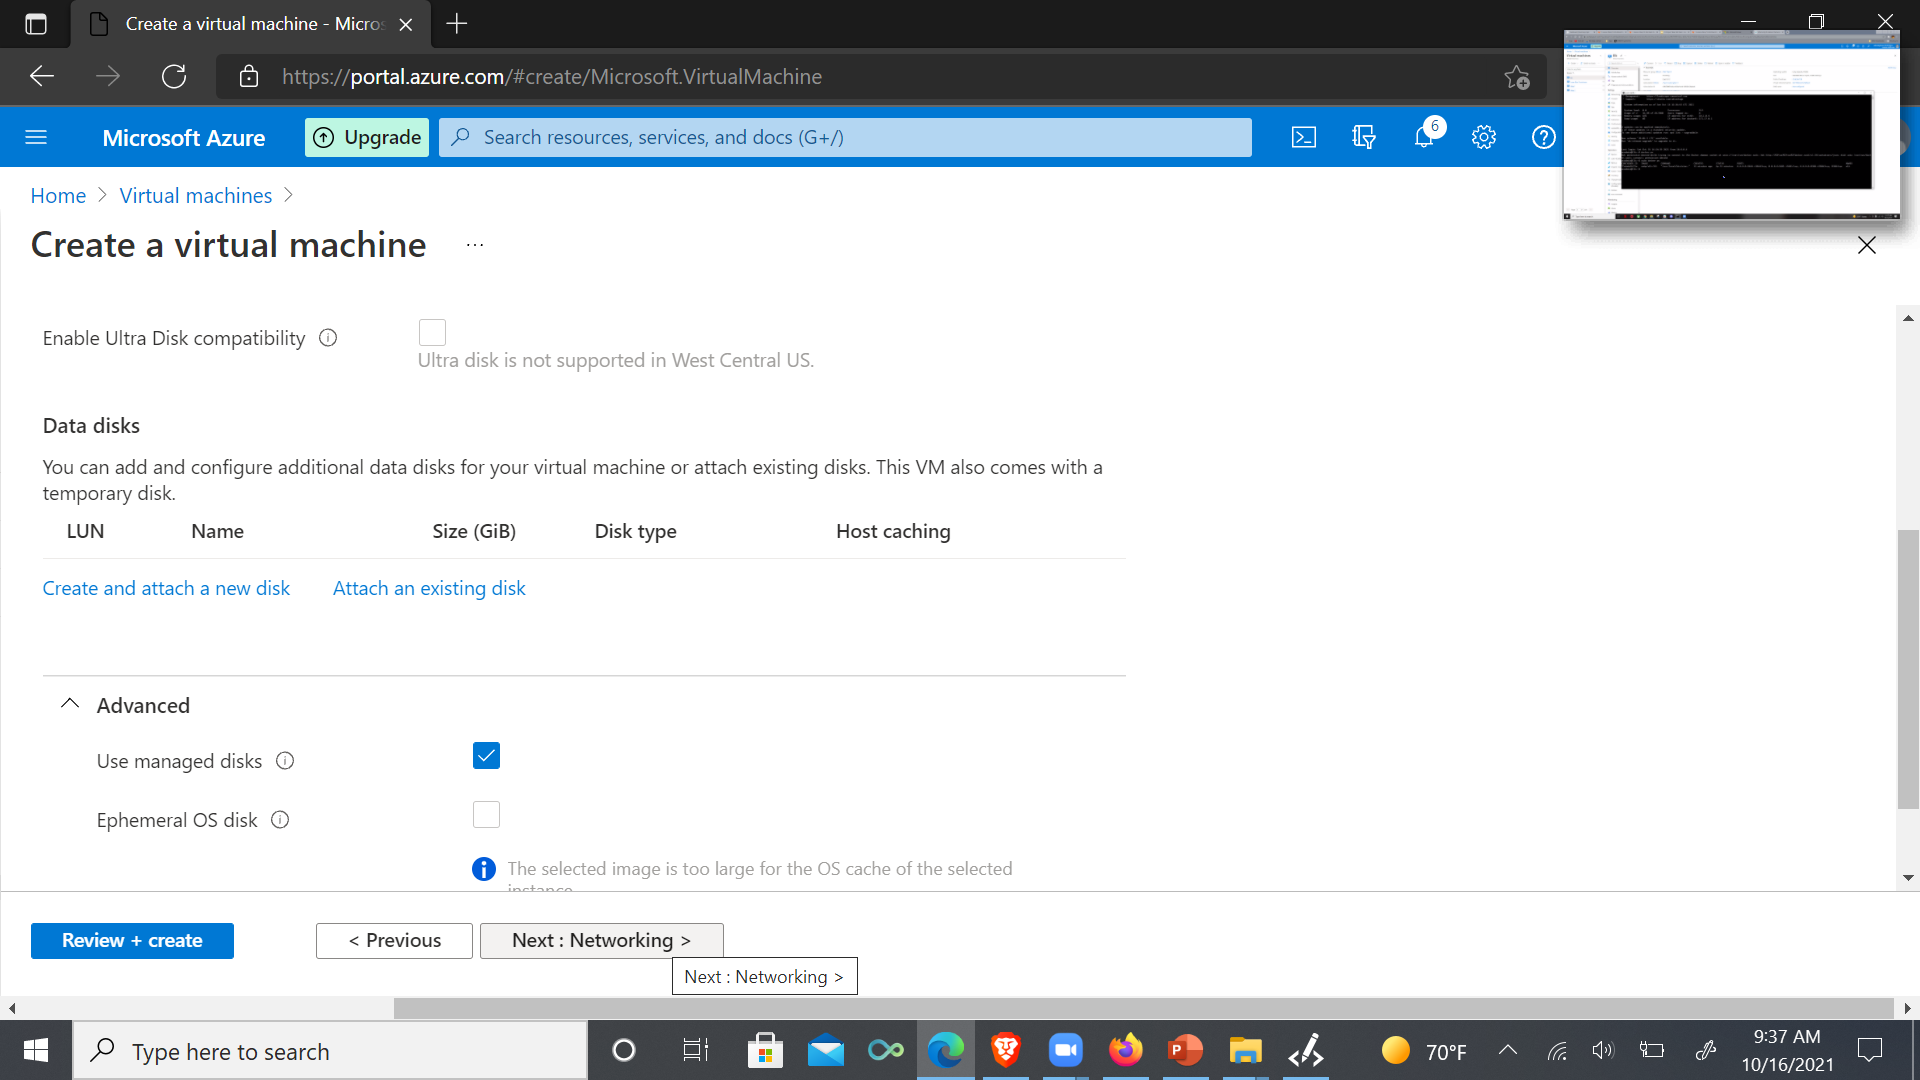 Create a virtual machine - Micros
https://portal.azure.com/#create/Microsoft.VirtualMachine
Microsoft Azure
Upgrade
Search resources, services, and docs (G+/)
6
Home > Virtual machines >
Create a virtual machine ...
Enable Ultra Disk compatibility
Ultra disk is not supported in West Central US.
Data disks
You can add and configure additional data disks for your virtual machine or attach existing disks. This VM also comes with a
temporary disk.
LUN Name Size (GiB) Disk type Host caching
Create and attach a new disk Attach an existing disk
Advanced
Use managed disks
Ephemeral OS disk
The selected image is too large for the OS cache of the selected
instance
Review + create < Previous Next : Networking >
Next : Networking >
Type here to search
70°F
9:37 AM
10/16/2021